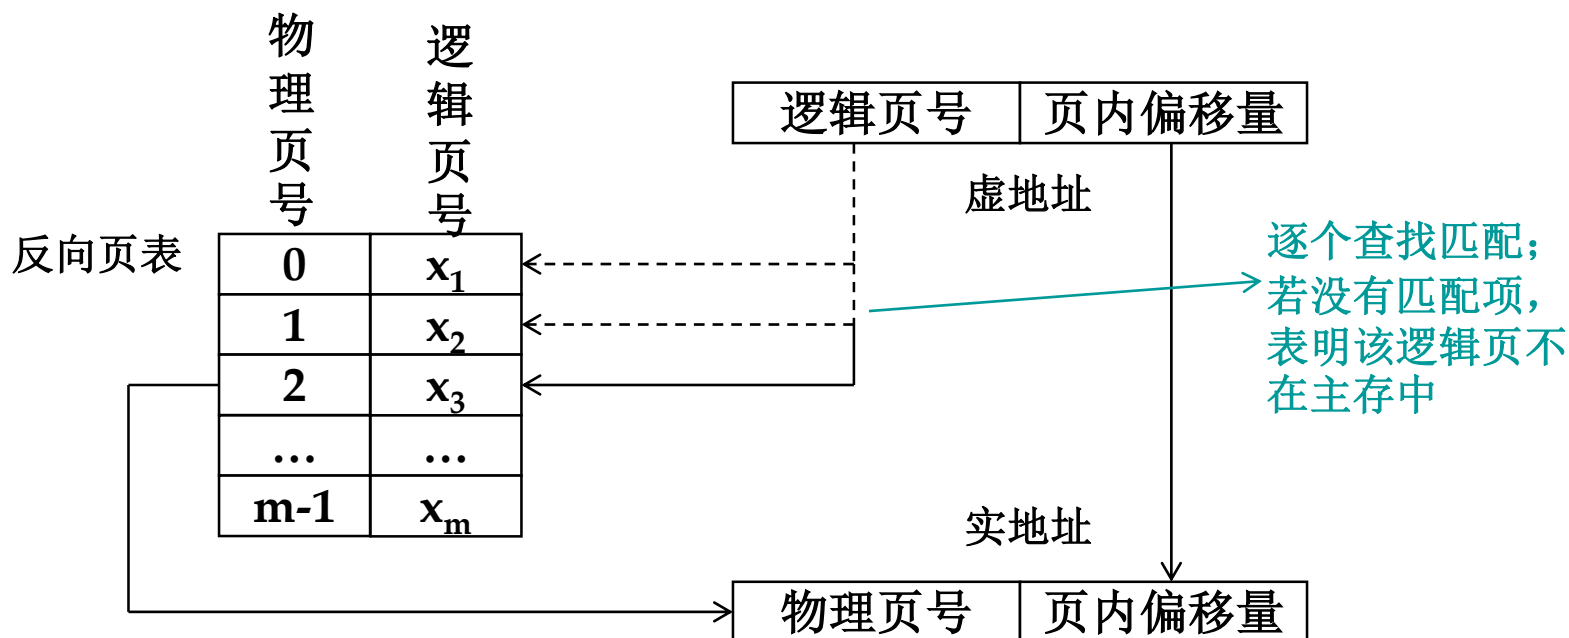 物理页号
逻辑页号
逻辑页号 页内偏移量
虚地址
反向页表
0 x1
1 x2
2 x3
... ...
m-1 xm
逐个查找匹配;
若没有匹配项,
表明该逻辑页不
在主存中
实地址
物理页号 页内偏移量